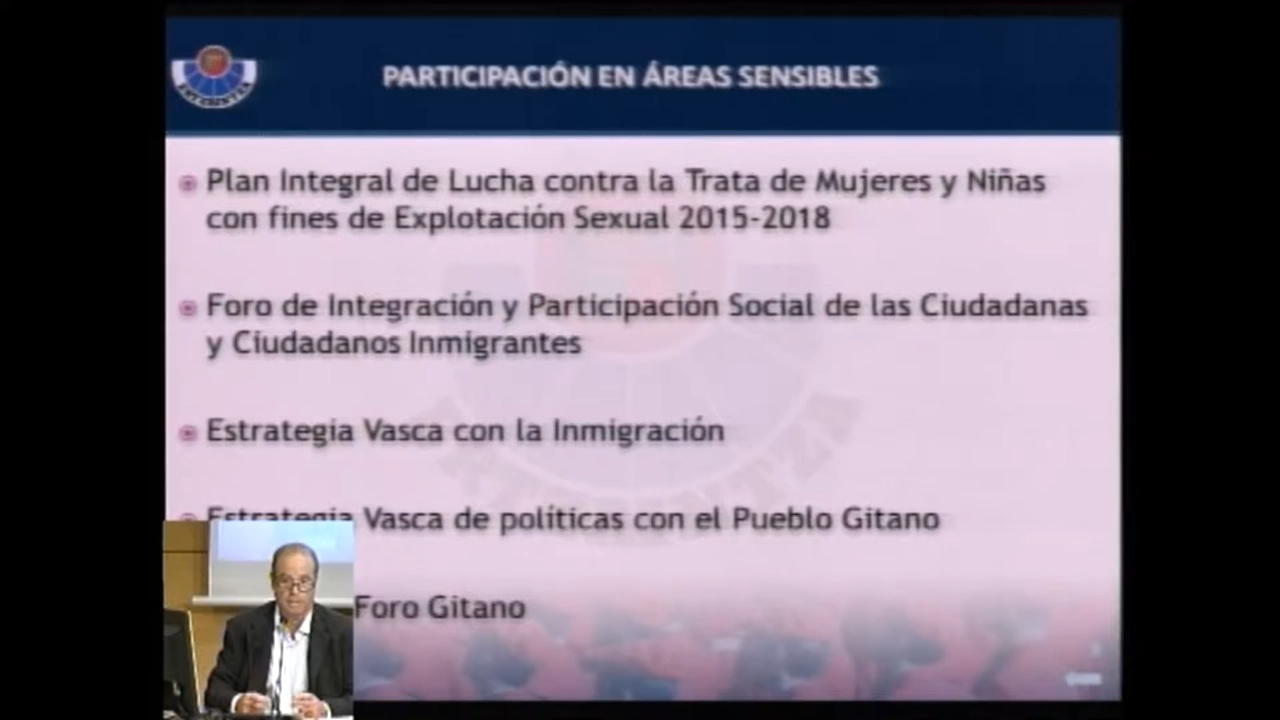 PARTICIPACIÓN EN ÁREAS SENSIBLES
Plan Integral de Lucha contra la Trata de Mujeres y Niñas
con fines de Explotación Sexual 2015-2018
Foro de Integración y Participación Social de las Ciudadanas
y Ciudadanos Inmigrantes
Estrategia Vasca con la Inmigración
Estrategia Vasca de políticas con el Pueblo Gitano
Foro Gitano